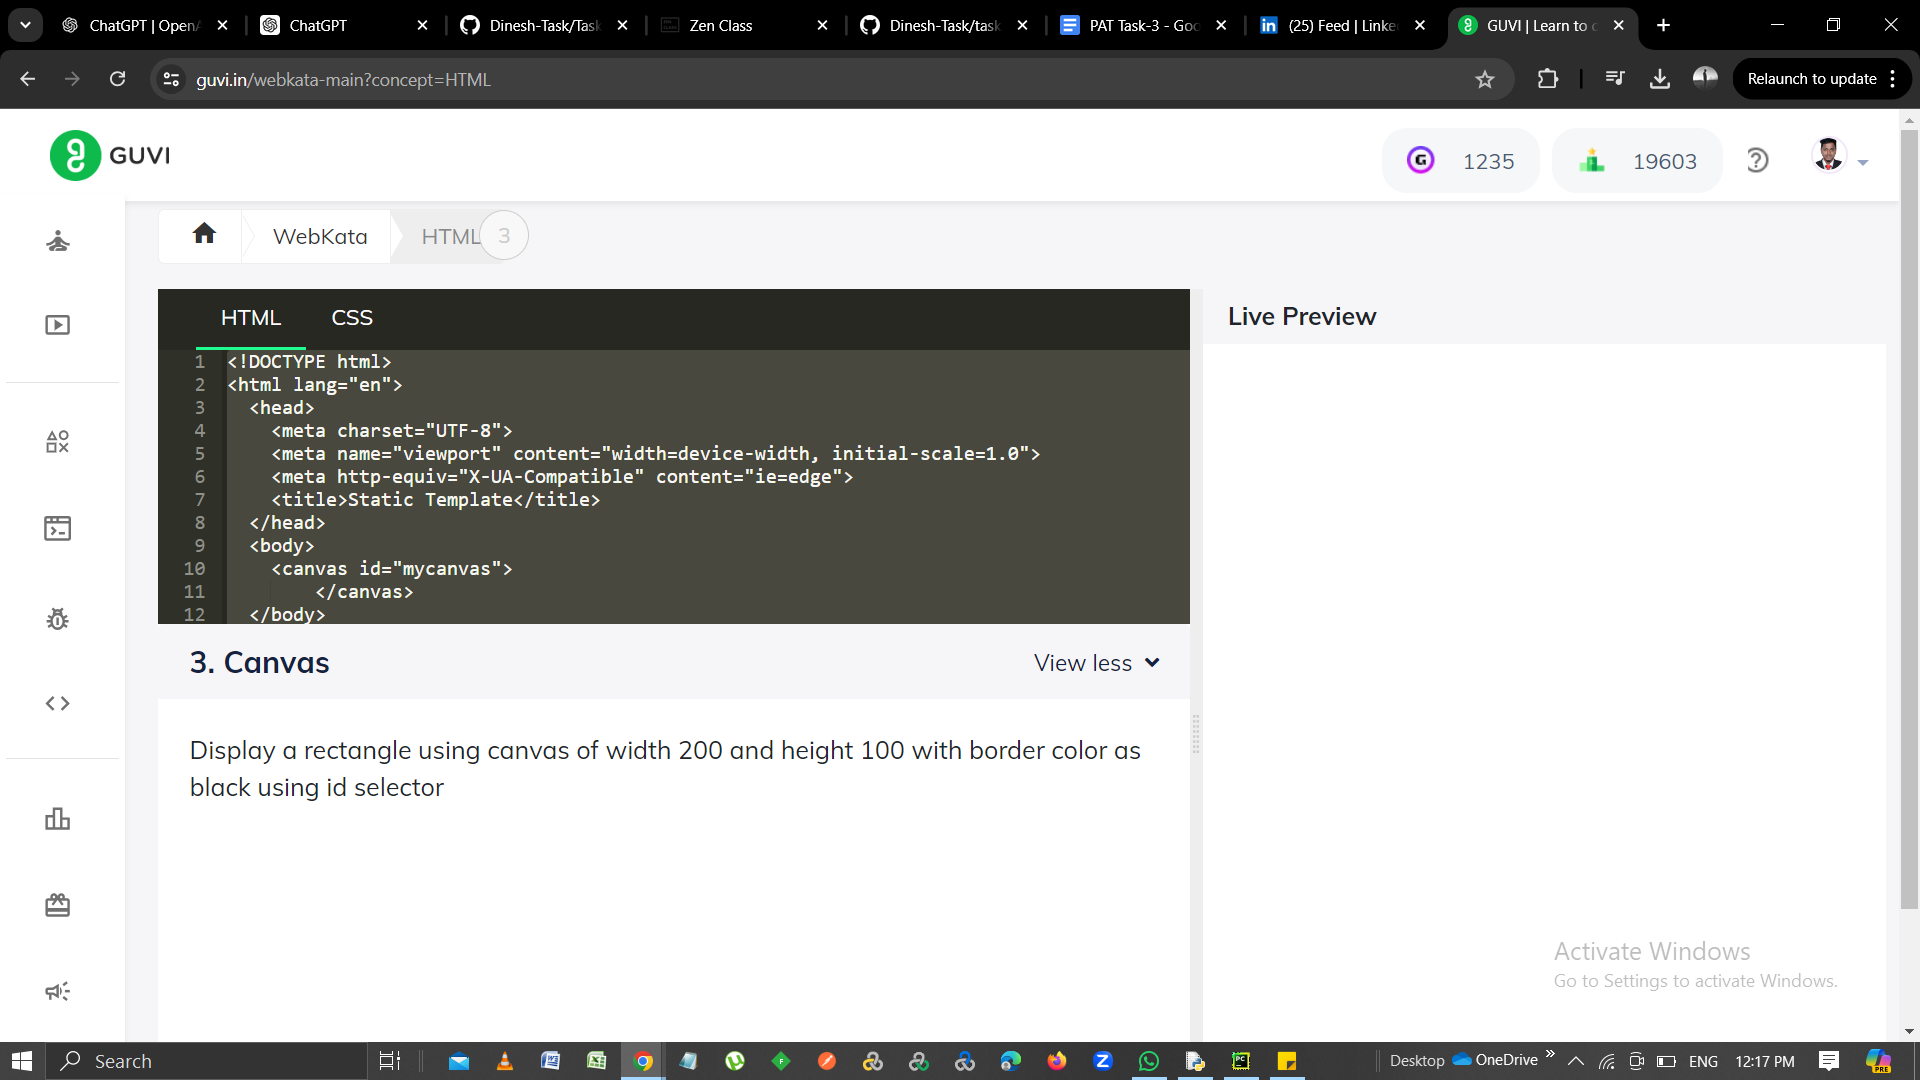 ChatGPT | OpenA
ChatGPT
Dinesh-Task/Task
Zen Class
Dinesh-Task/task
PAT Task-3 - Goo
(25) Feed | Linke
GUVI | Learn to c
guvi.in/webkata-main?concept=HTML
Relaunch to update
GUVI
1235
19603
WebKata
HTML
3
HTML
CSS
Live Preview
1 <!DOCTYPE html>
2 <html lang="en">
3 <head>
4 <meta charset="UTF-8">
5 <meta name="viewport" content="width=device-width, initial-scale=1.0">
6 <meta http-equiv="X-UA-Compatible" content="ie=edge">
7 <title>Static Template</title>
8 </head>
9 <body>
10 <canvas id="mycanvas">
11 </canvas>
12 </body>
3. Canvas
View less
Display a rectangle using canvas of width 200 and height 100 with border color as
black using id selector
Activate Windows
Go to Settings to activate Windows.
Search
Desktop
OneDrive
ENG
12:17 PM